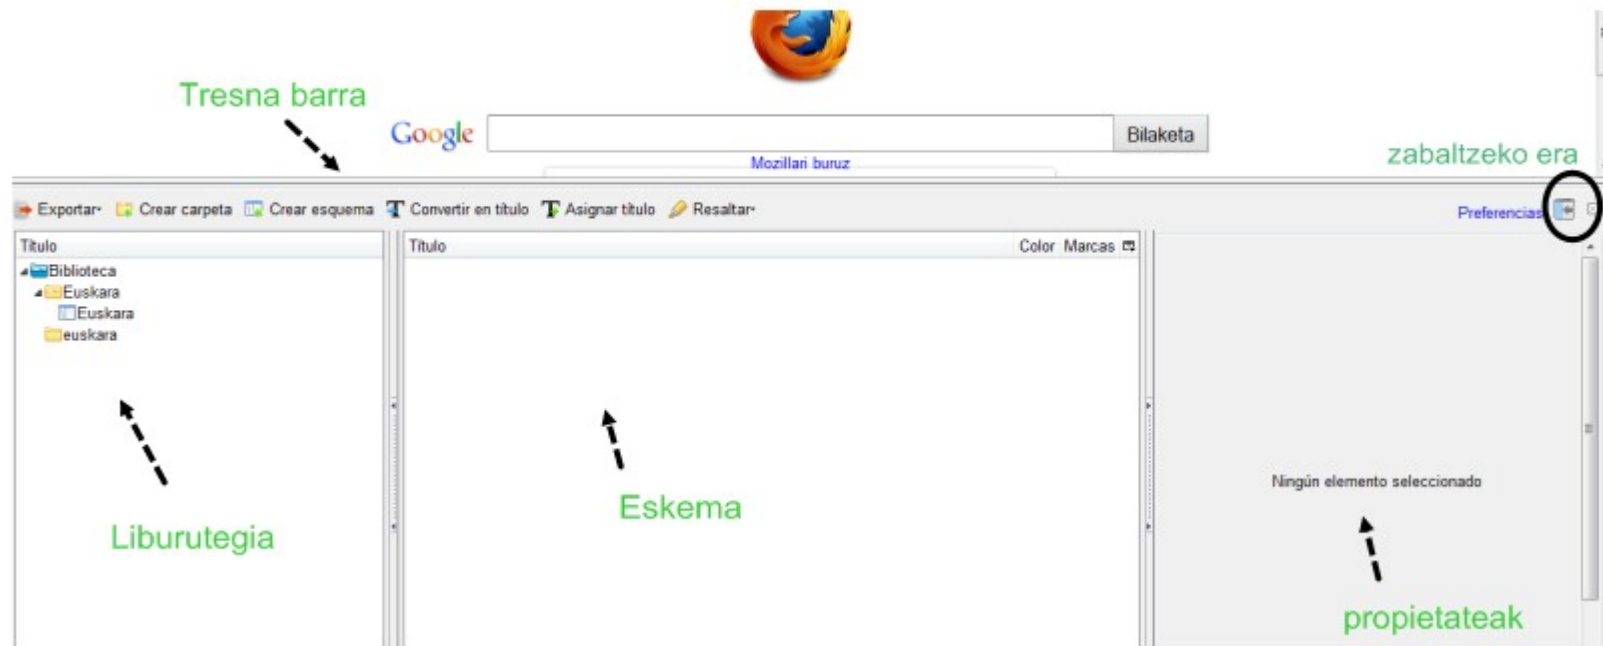 Tresna barra
Google
Bilaketa
Mozillari buruz
zabaltzeko era
Exportar Crear carpeta Crear esquema Convertir en título Asignar título Resaltar Preferencias
Título
Título Color Marcas
Biblioteca
Euskara
Euskara
euskara
Ningún elemento seleccionado
Eskema
Liburutegia
propietateak